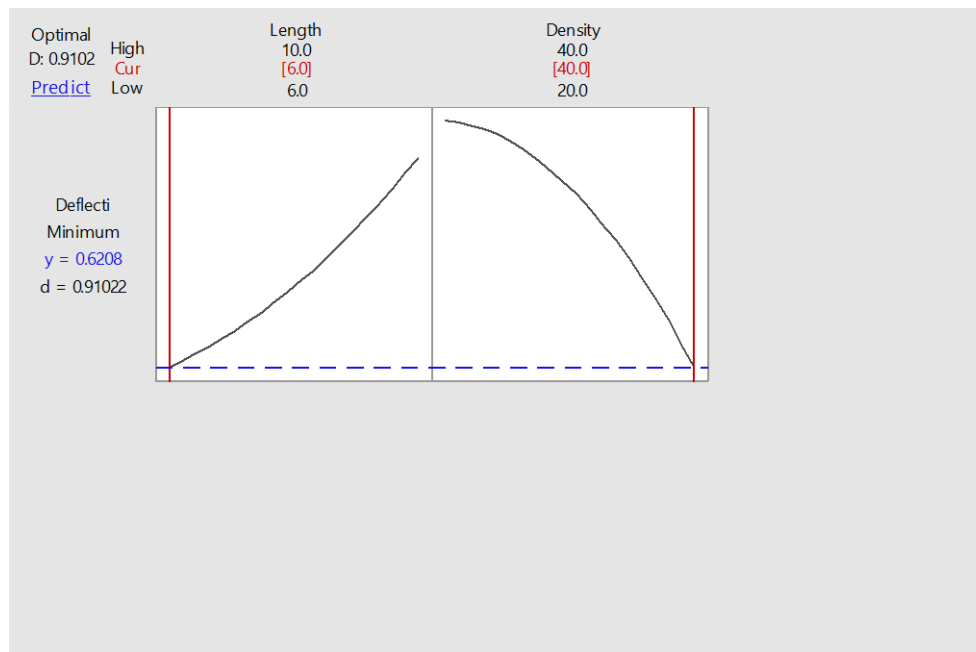 Optimal
D: 0.9102
Predict
High
Cur
Low
Length
10.0
[6.0]
6.0
Density
40.0
[40.0]
20.0
Deflecti
Minimum
y = 0.6208
d = 0.91022